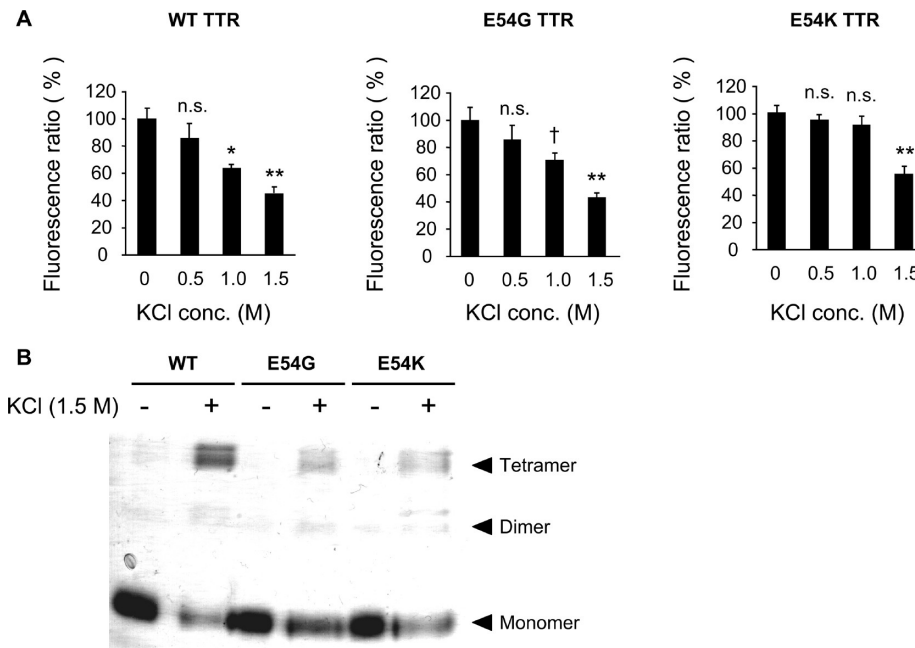 A
WT TTR
E54G TTR
E54K TTR
Fluorescence ratio ( % )
120
100
80
60
40
20
0
n.s.
*
**
0 0.5 1.0 1.5
KCl conc. (M)
Fluorescence ratio ( % )
120
100
80
60
40
20
0
n.s.
†
**
0 0.5 1.0 1.5
KCl conc. (M)
Fluorescence ratio ( % )
120
100
80
60
40
20
0
n.s. n.s.
**
0 0.5 1.0 1.5
KCl conc. (M)
B
WT E54G E54K
KCl (1.5 M) - + - + - +
Tetramer
Dimer
Monomer